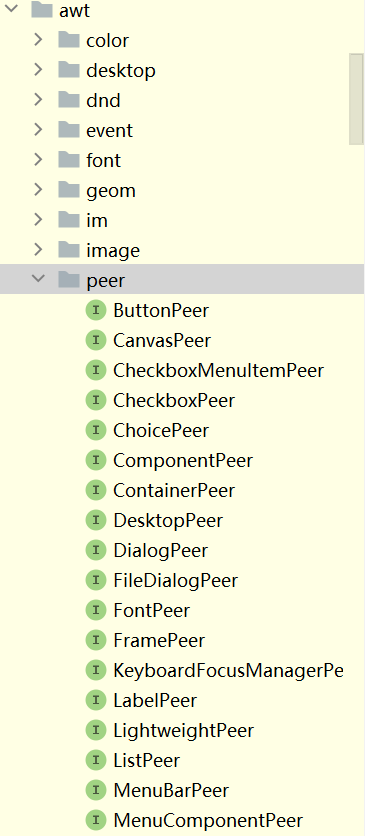 awt
color
desktop
dnd
event
font
geom
im
image
peer
ButtonPeer
CanvasPeer
CheckboxMenuItemPeer
CheckboxPeer
ChoicePeer
ComponentPeer
ContainerPeer
DesktopPeer
DialogPeer
FileDialogPeer
FontPeer
FramePeer
KeyboardFocusManagerPe
LabelPeer
LightweightPeer
ListPeer
MenuBarPeer
MenuComponentPeer